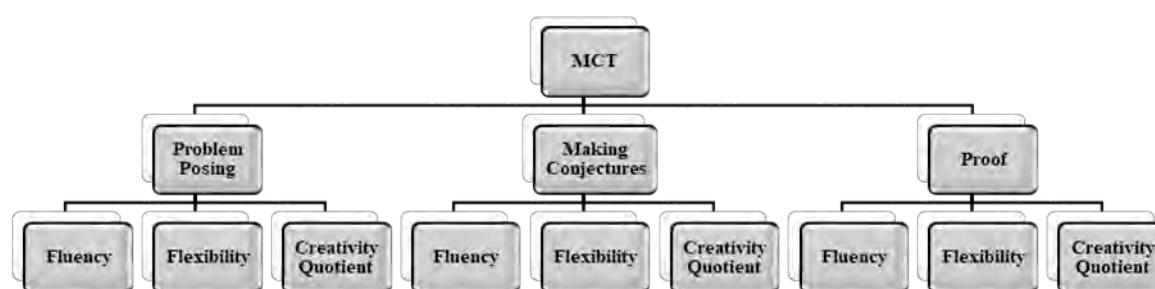 MCT
Problem
Posing
Making
Conjectures
Proof
Fluency
Flexibility
Creativity
Quotient
Fluency
Flexibility
Creativity
Quotient
Fluency
Flexibility
Creativity
Quotient